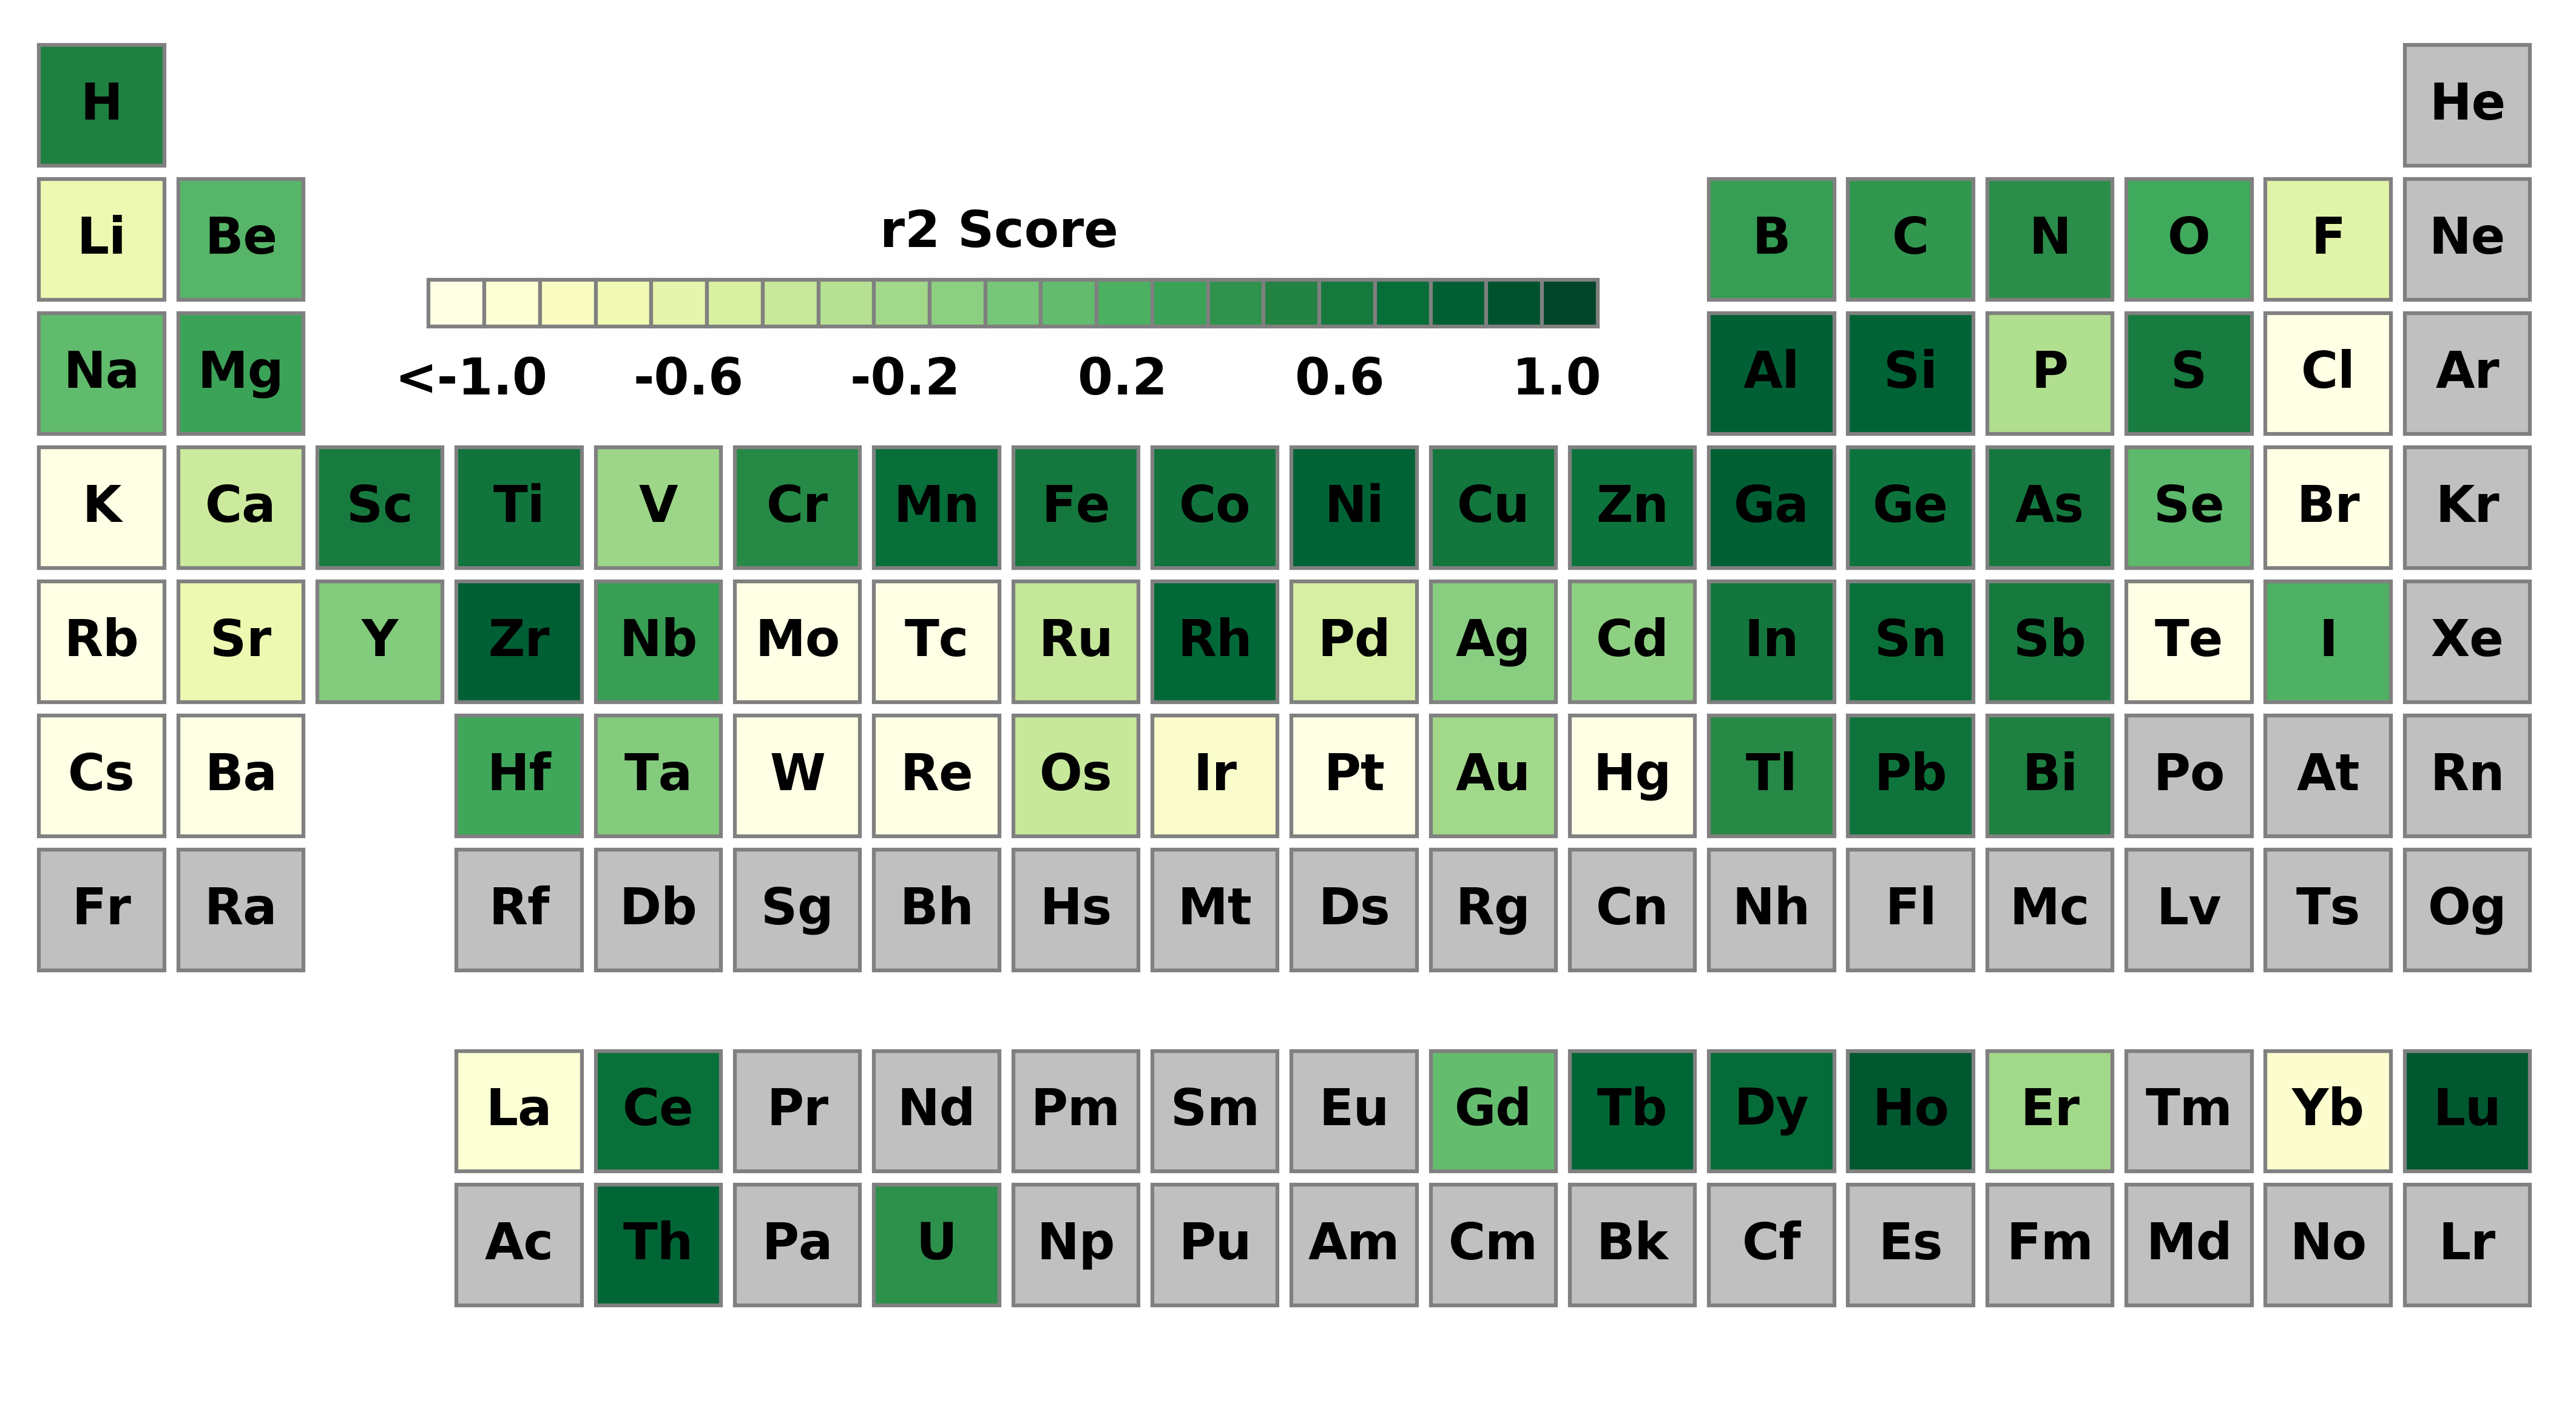 H He
Li Be B C N O F Ne
r2 Score
Na Mg Al Si P S Cl Ar
<-1.0 -0.6 -0.2 0.2 0.6 1.0
K Ca Sc Ti V Cr Mn Fe Co Ni Cu Zn Ga Ge As Se Br Kr
Rb Sr Y Zr Nb Mo Tc Ru Rh Pd Ag Cd In Sn Sb Te I Xe
Cs Ba Hf Ta W Re Os Ir Pt Au Hg Tl Pb Bi Po At Rn
Fr Ra Rf Db Sg Bh Hs Mt Ds Rg Cn Nh Fl Mc Lv Ts Og
La Ce Pr Nd Pm Sm Eu Gd Tb Dy Ho Er Tm Yb Lu
Ac Th Pa U Np Pu Am Cm Bk Cf Es Fm Md No Lr